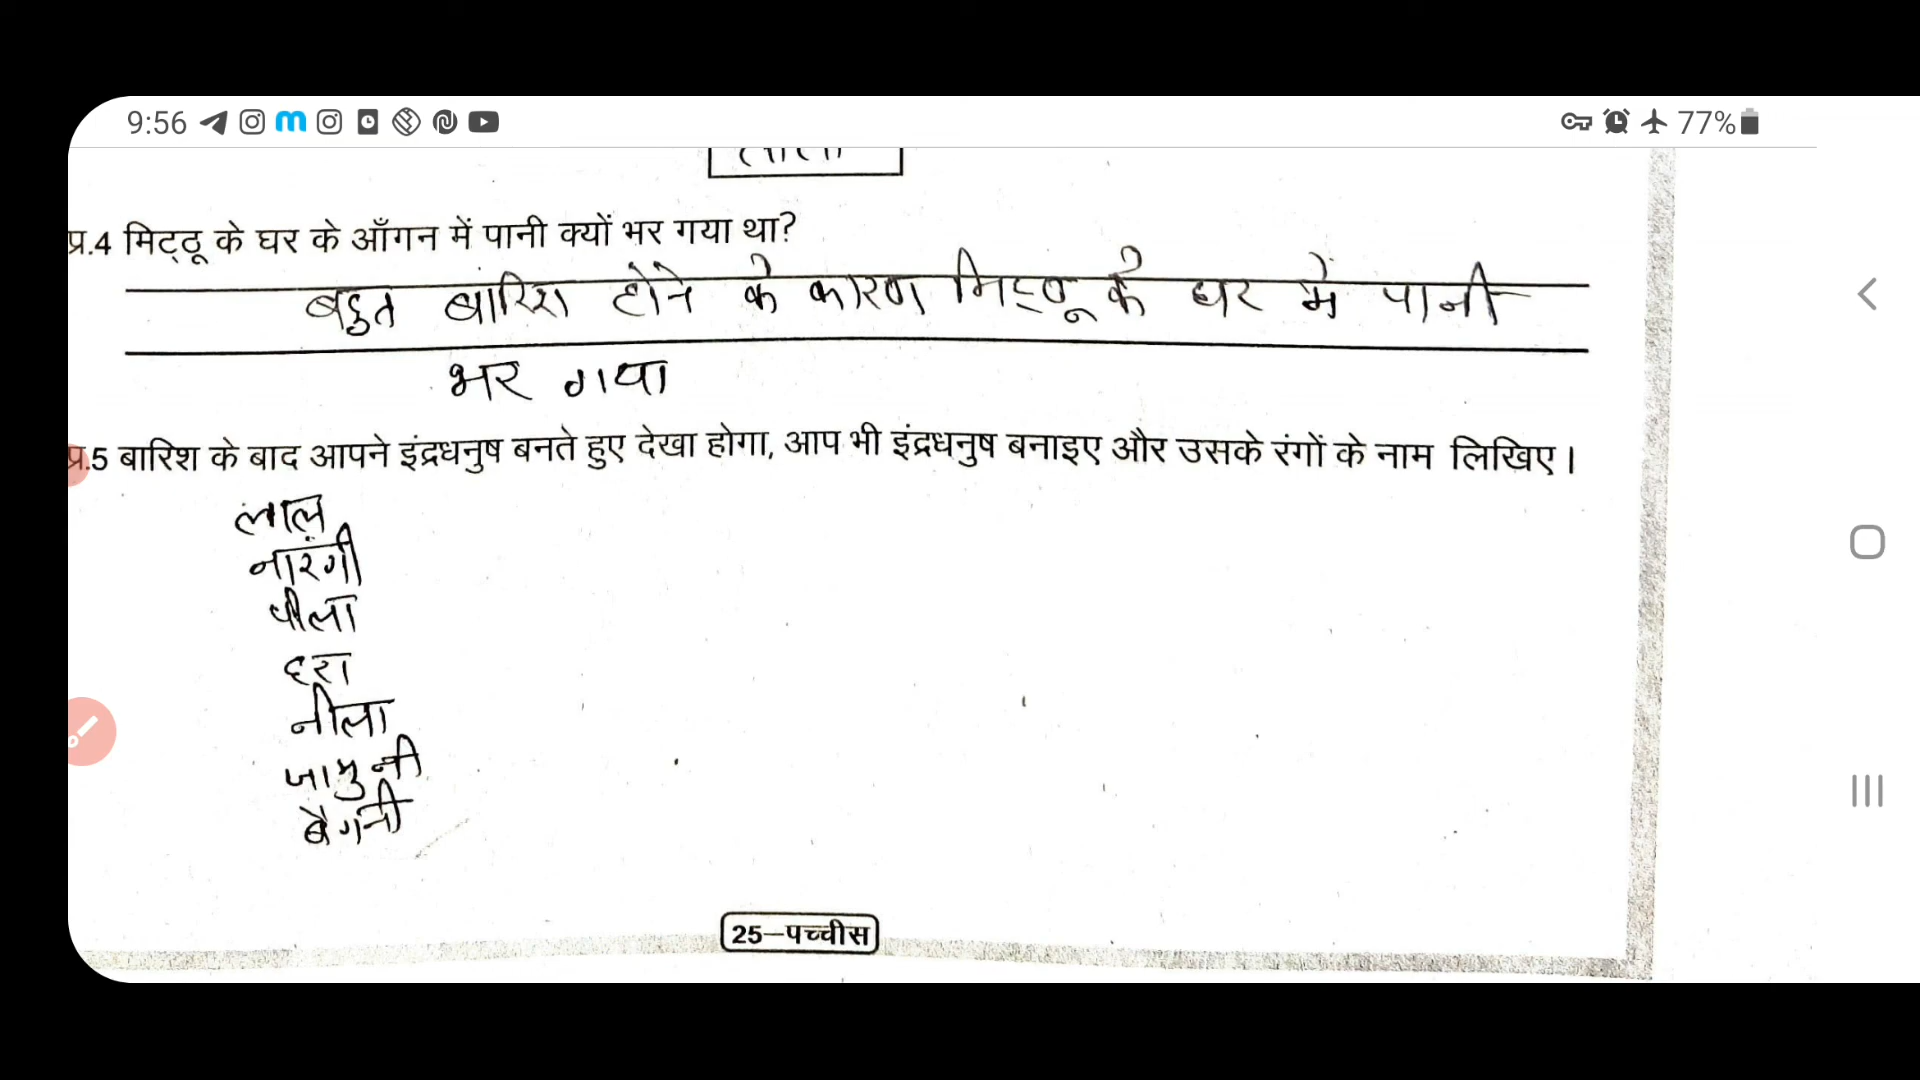 9:56 77%
प्र.4 मिट्ठू के घर के आँगन में पानी क्यों भर गया था?
बहुत बारिश होने के कारण मिट्ठू के घर में पानी
भर गया
प्र.5 बारिश के बाद आपने इंद्रधनुष बनते हुए देखा होगा, आप भी इंद्रधनुष बनाइए और उसके रंगों के नाम लिखिए।
लाल
नारंगी
पीला
हरा
नीला
जामुनी
बैगनी
25–पच्चीस